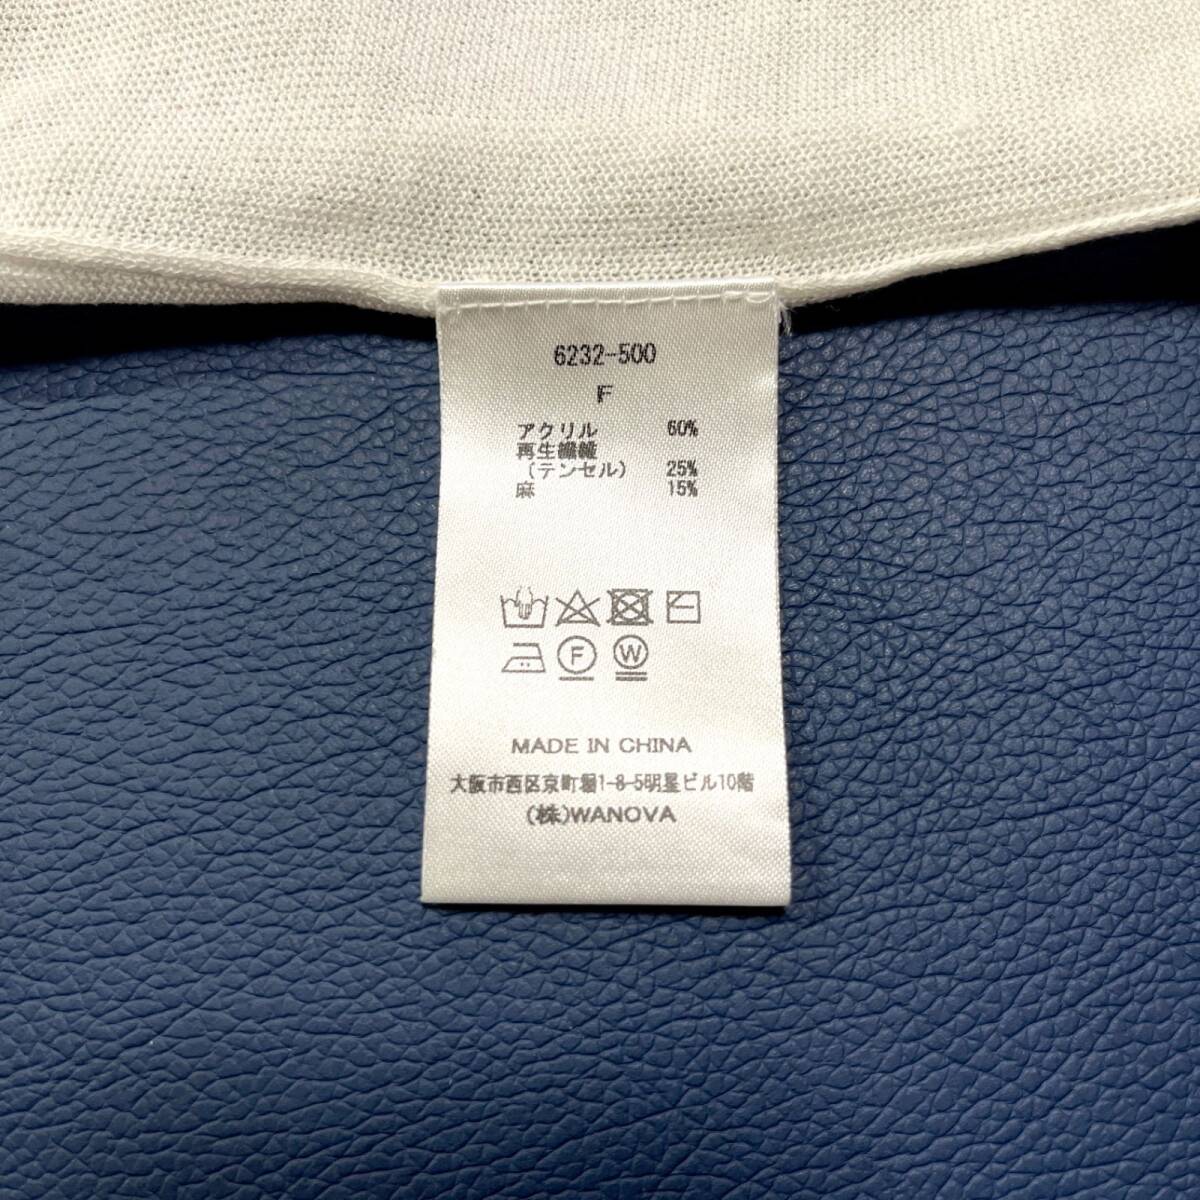 6232-500
F
アクリル 60%
再生繊維
(テンセル) 25%
麻 15%
F W
MADE IN CHINA
大阪市西区京町堀1-8-5明星ビル10階
(株)WANOVA